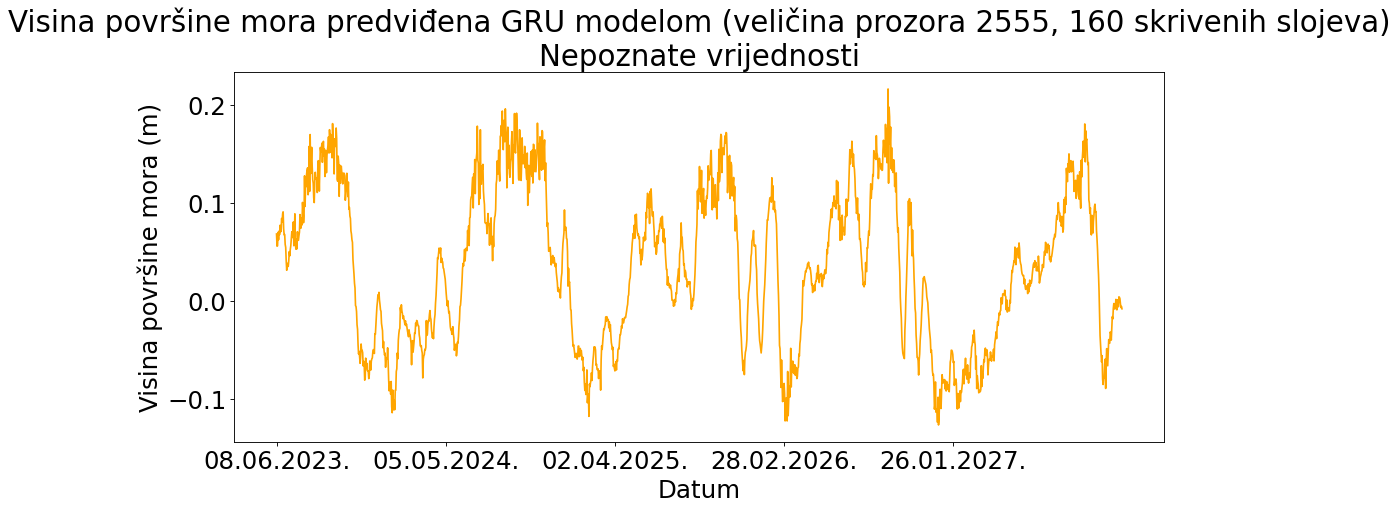 Visina površine mora predviđena GRU modelom (veličina prozora 2555, 160 skrivenih slojeva)
Nepoznate vrijednosti
Visina površine mora (m)
0.2
0.1
0.0
−0.1
08.06.2023. 05.05.2024. 02.04.2025. 28.02.2026. 26.01.2027.
Datum